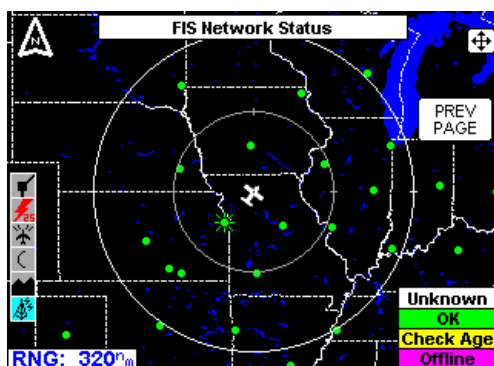 FIS Network Status
N
PREV
PAGE
25
Unknown
OK
Check Age
Offline
RNG: 320nm